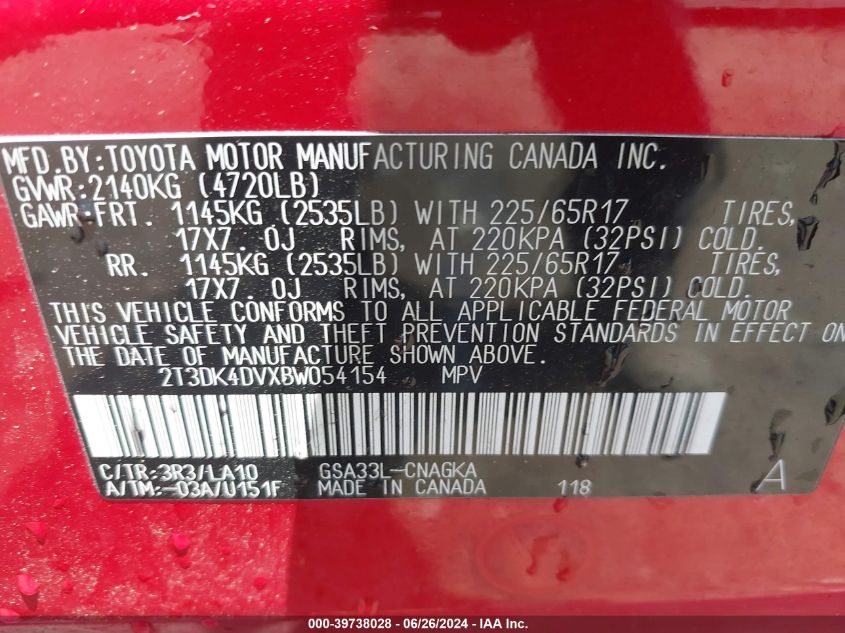 MFD.BY:TOYOTA MOTOR MANUFACTURING CANADA INC.
GVWR:2140KG (4720LB)
GAWR:FRT. 1145KG (2535LB) WITH 225/65R17 TIRES,
17X7.0J RIMS, AT 220KPA (32PSI) COLD.
RR. 1145KG (2535LB) WITH 225/65R17 TIRES,
17X7.0J RIMS, AT 220KPA (32PSI) COLD.
THIS VEHICLE CONFORMS TO ALL APPLICABLE FEDERAL MOTOR
VEHICLE SAFETY AND THEFT PREVENTION STANDARDS IN EFFECT ON
THE DATE OF MANUFACTURE SHOWN ABOVE.
2T3DK4DVXBW054154 MPV
C/TR:3R3/LA10 GSA33L-CNAGKA
A/TM:-03A/U151F MADE IN CANADA 118 A
000-39738028 - 06/26/2024 - IAA Inc.